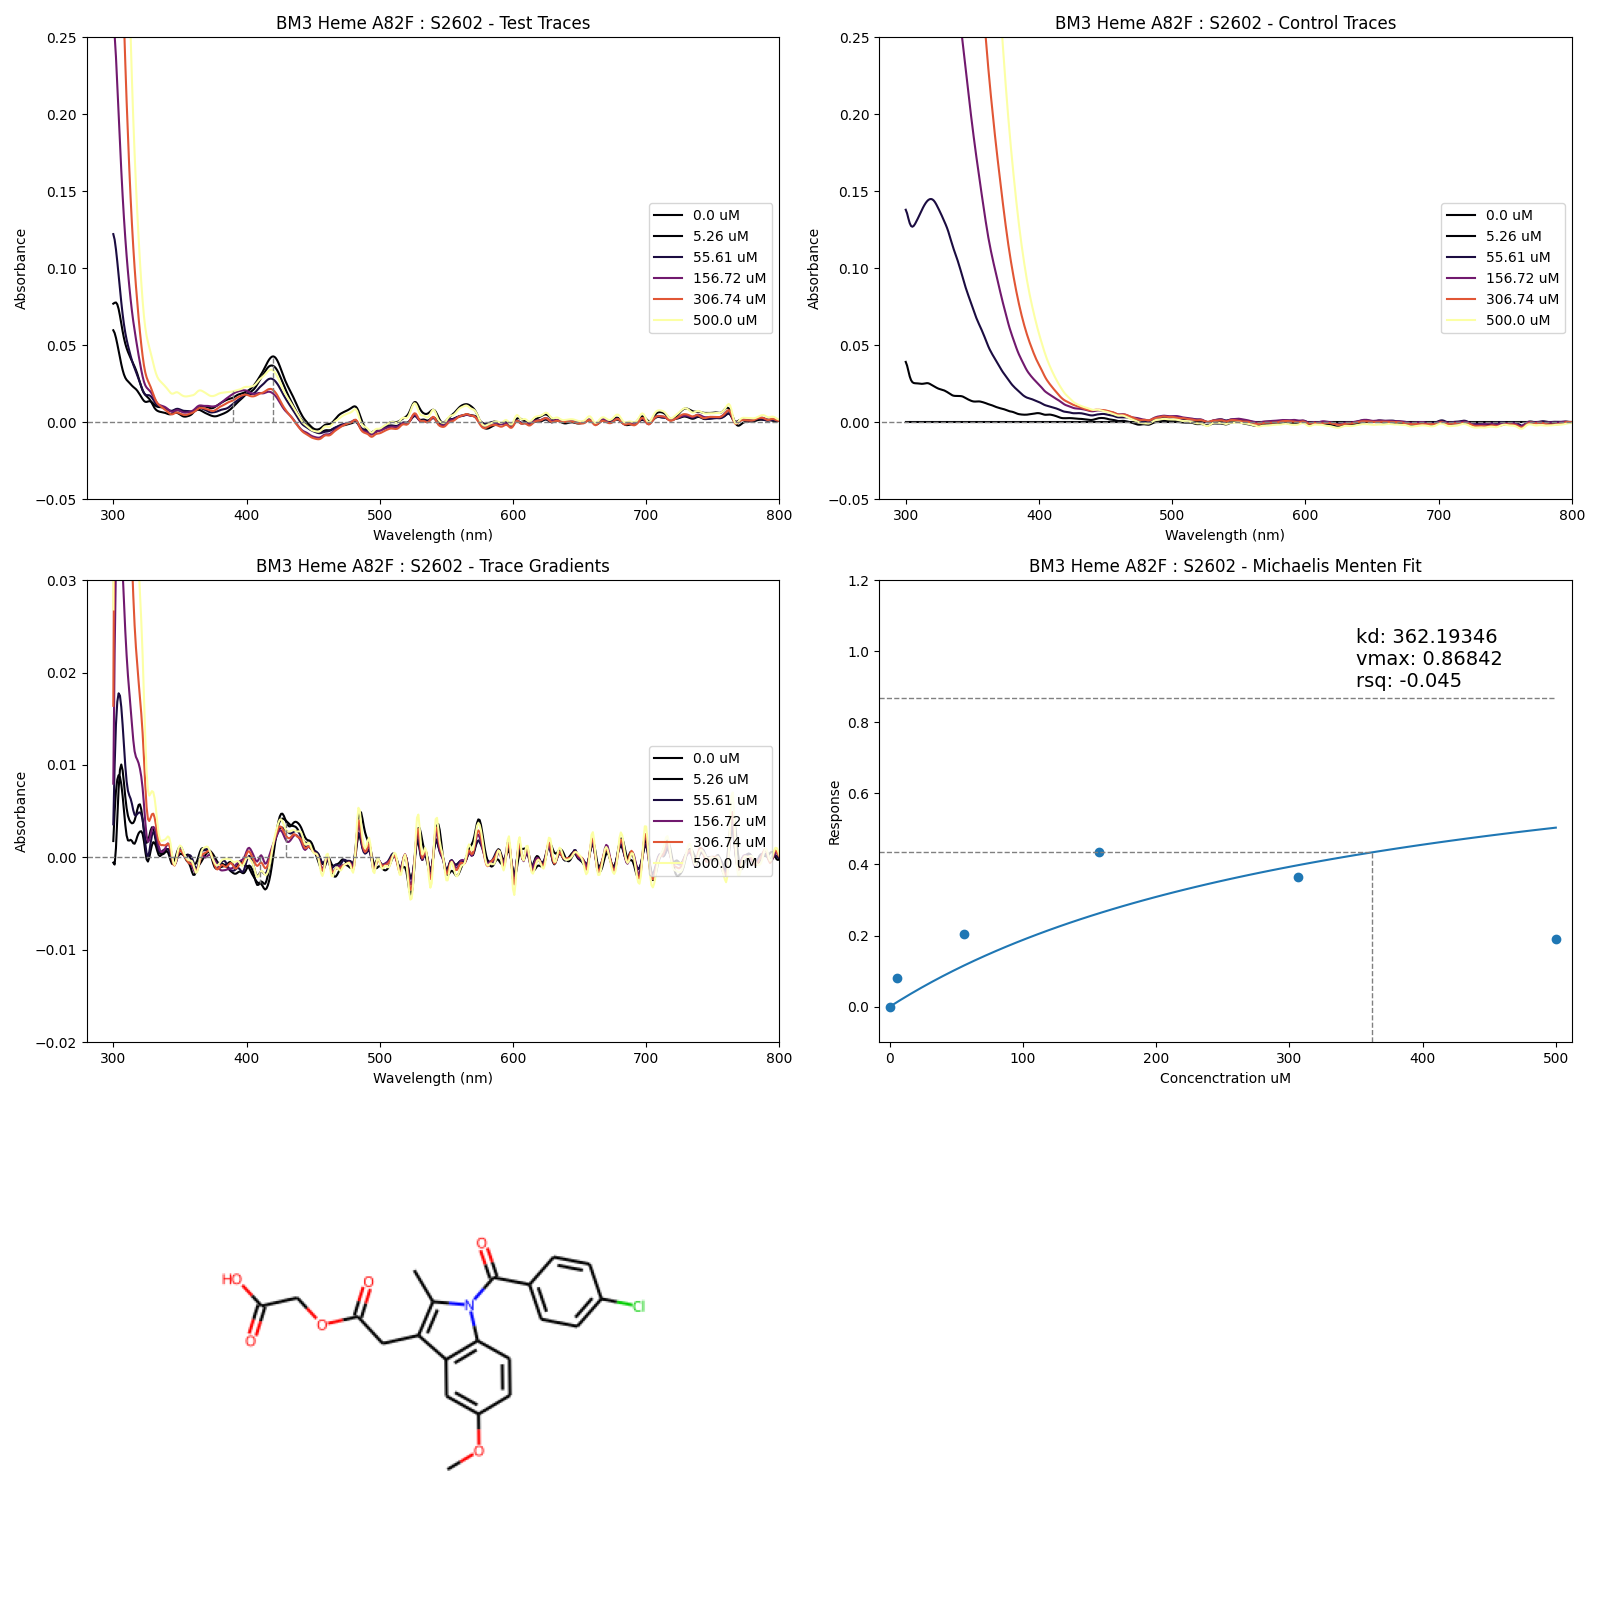 BM3 Heme A82F : S2602 - Test Traces
0.25
0.20
0.15
0.10
0.05
0.00
−0.05
Absorbance
300 400 500 600 700 800
Wavelength (nm)
0.0 uM
5.26 uM
55.61 uM
156.72 uM
306.74 uM
500.0 uM
BM3 Heme A82F : S2602 - Control Traces
0.25
0.20
0.15
0.10
0.05
0.00
−0.05
Absorbance
300 400 500 600 700 800
Wavelength (nm)
0.0 uM
5.26 uM
55.61 uM
156.72 uM
306.74 uM
500.0 uM
BM3 Heme A82F : S2602 - Trace Gradients
0.03
0.02
0.01
0.00
−0.01
−0.02
Absorbance
300 400 500 600 700 800
Wavelength (nm)
0.0 uM
5.26 uM
55.61 uM
156.72 uM
306.74 uM
500.0 uM
BM3 Heme A82F : S2602 - Michaelis Menten Fit
1.2
1.0
0.8
0.6
0.4
0.2
0.0
Response
0 100 200 300 400 500
Concenctration uM
kd: 362.19346
vmax: 0.86842
rsq: -0.045
O
HO
O
N
Cl
O
O
O